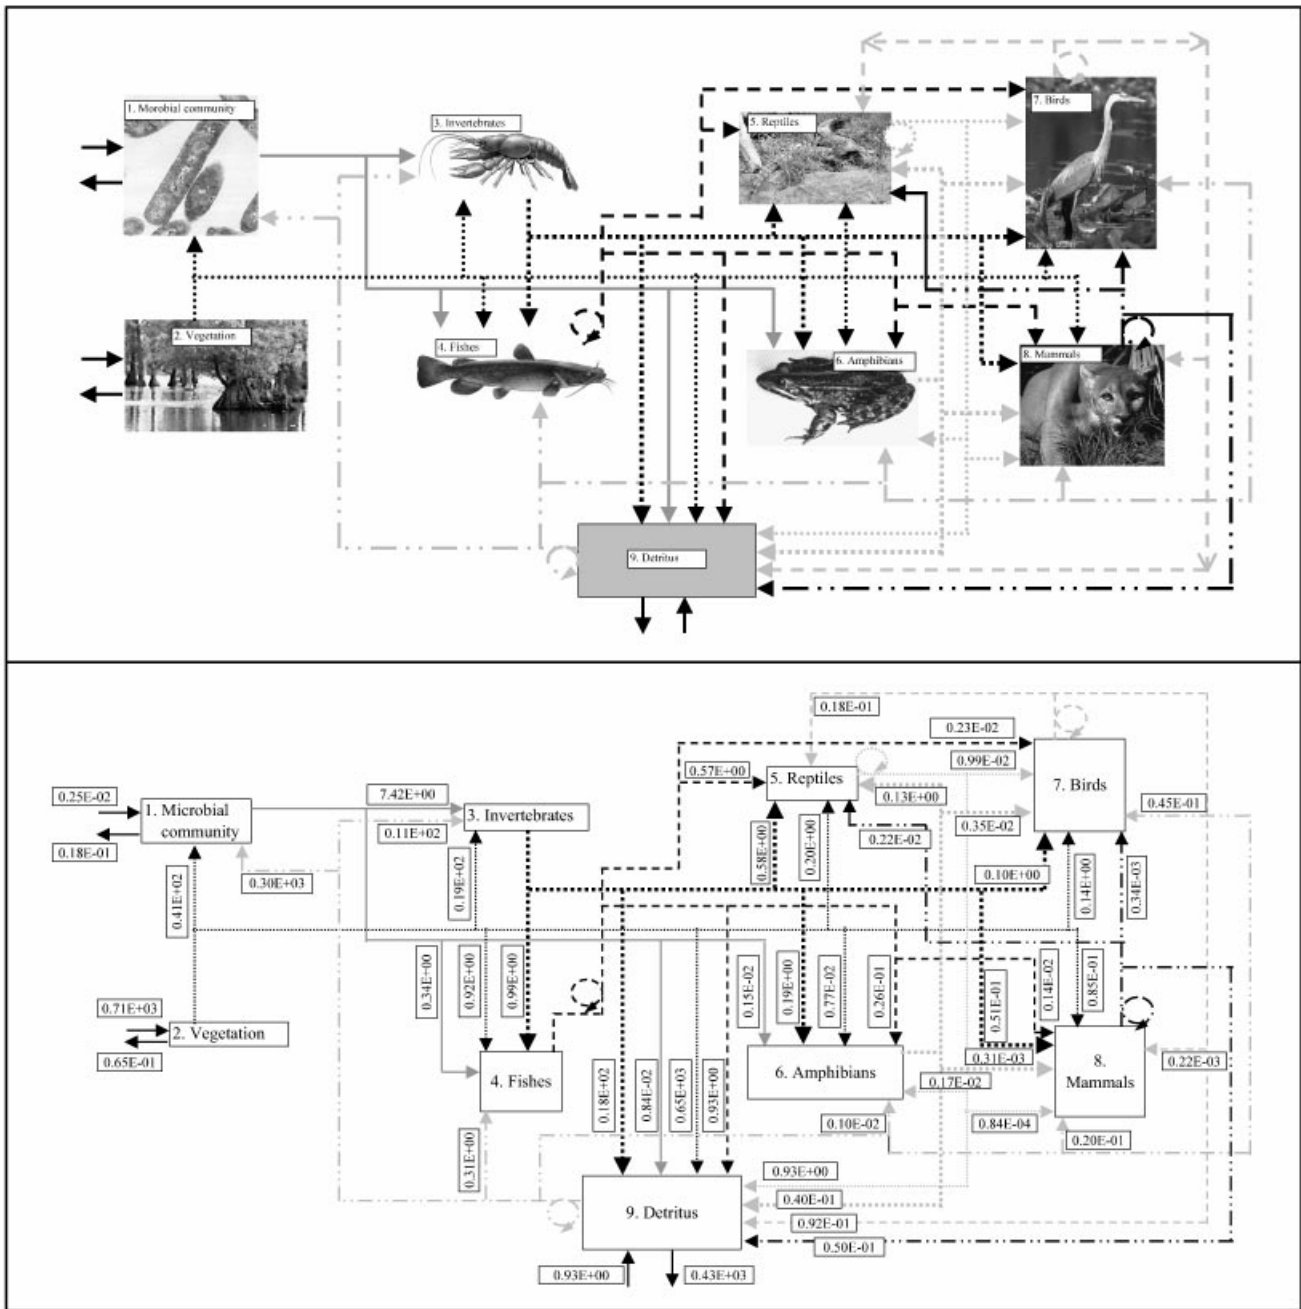 1. Morobial community
3. Invertebrates
5. Reptiles
7. Birds
2. Vegetation
4. Fishes
6. Amphibians
8. Mammals
9. Detritus
0.18E-01
0.23E-02
0.57E+00
5. Reptiles
0.99E-02
7. Birds
0.25E-02
7.42E+00
0.13E+00
0.45E-01
1. Microbial
community
3. Invertebrates
0.11E+02
0.35E-02
0.18E-01
0.22E-02
0.58E+00
0.20E+00
0.30E+03
0.41E+02
0.19E+02
0.10E+00
0.14E+00
0.34E-03
0.34E+00
0.92E+00
0.99E+00
0.15E-02
0.19E+00
0.77E-02
0.26E-01
0.51E-01
0.14E-02
0.85E-01
0.71E+03
2. Vegetation
0.65E-01
4. Fishes
6. Amphibians
0.31E-03
8.
Mammals
0.22E-03
0.18E+02
0.84E-02
0.65E+03
0.93E+00
0.17E-02
0.10E-02
0.84E-04
0.20E-01
0.31E+00
0.93E+00
0.40E-01
9. Detritus
0.92E-01
0.50E-01
0.93E+00
0.43E+03